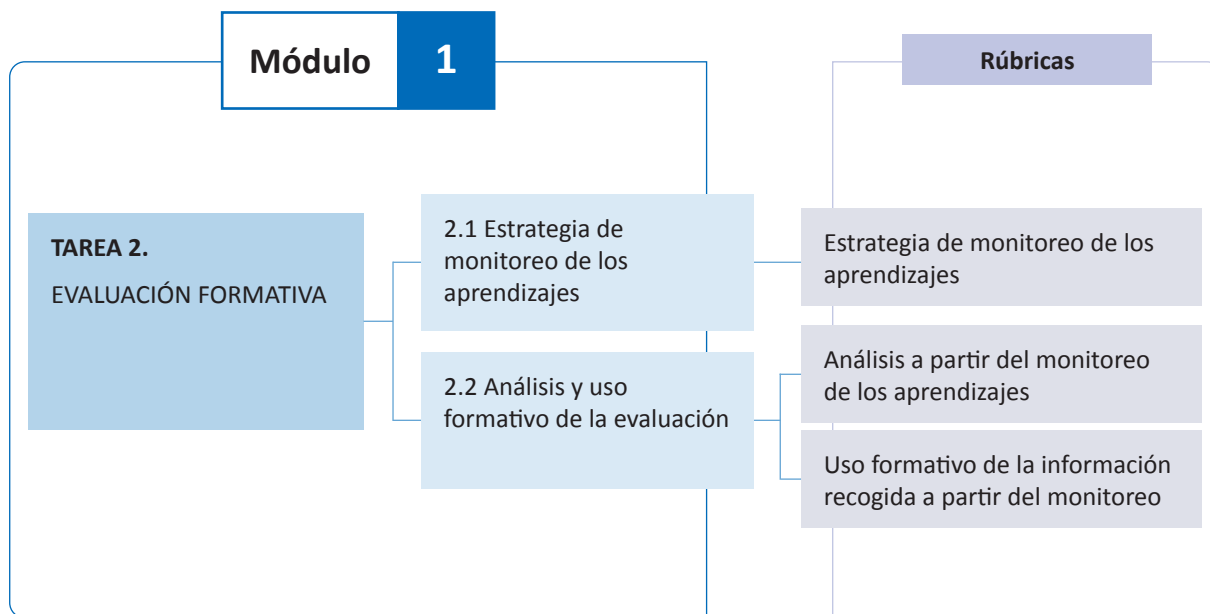 Módulo 1
Rúbricas
TAREA 2.
EVALUACIÓN FORMATIVA
2.1 Estrategia de
monitoreo de los
aprendizajes
2.2 Análisis y uso
formativo de la evaluación
Estrategia de monitoreo de los
aprendizajes
Análisis a partir del monitoreo
de los aprendizajes
Uso formativo de la información
recogida a partir del monitoreo